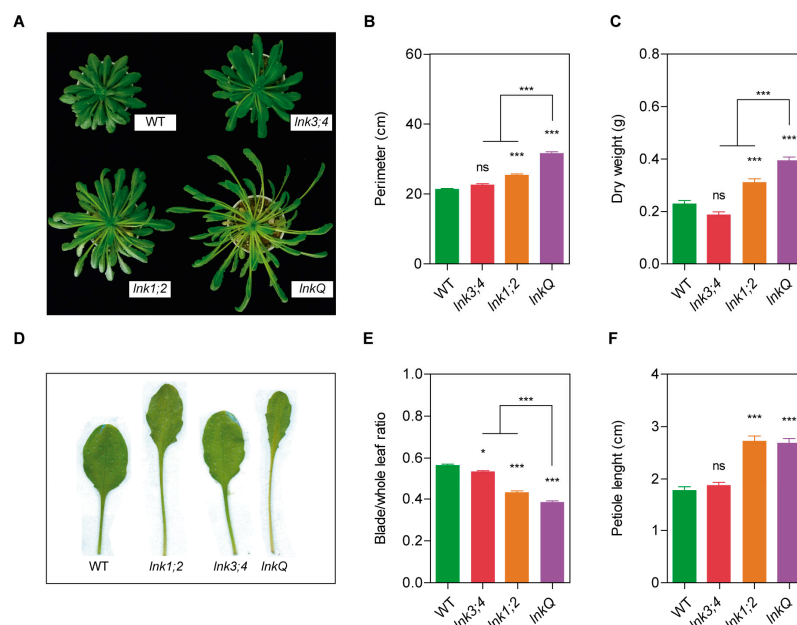 A
WT
lnk3;4
lnk1;2
lnkQ
B
Perimeter (cm)
60
40
20
0
ns
***
***
***
WT
lnk3;4
lnk1;2
lnkQ
C
Dry weight (g)
0.8
0.6
0.4
0.2
0.0
ns
***
***
***
WT
lnk3;4
lnk1;2
lnkQ
D
WT
lnk1;2
lnk3;4
lnkQ
E
Blade/whole leaf ratio
1.0
0.8
0.6
0.4
0.2
0.0
*
***
***
***
WT
lnk3;4
lnk1;2
lnkQ
F
Petiole lenght (cm)
4
3
2
1
0
ns
***
***
WT
lnk3;4
lnk1;2
lnkQ